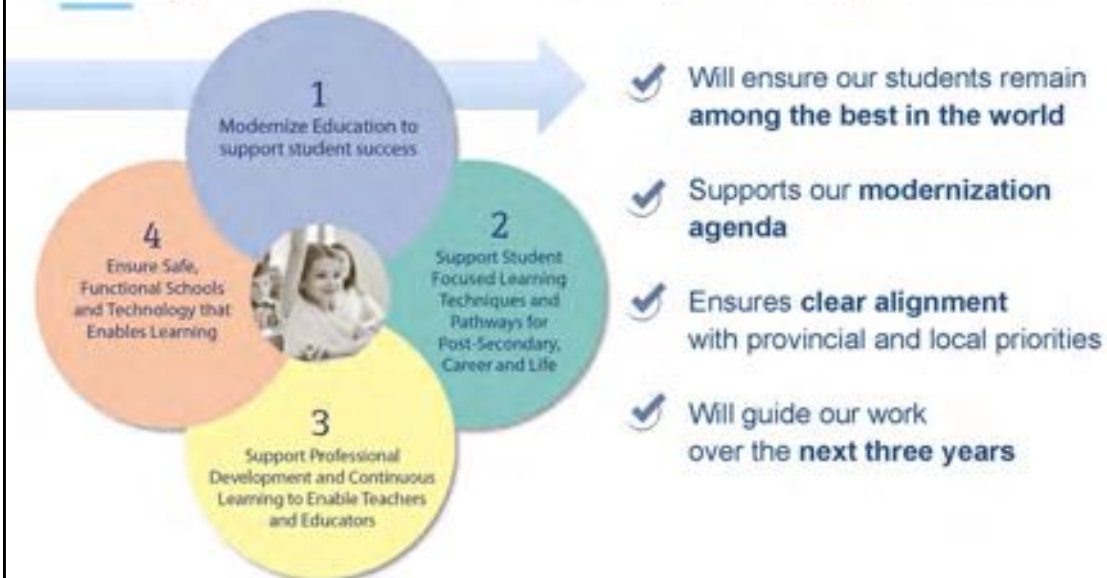 1
Modernize Education to
support student success
2
Support Student
Focused Learning
Techniques and
Pathways for
Post-Secondary,
Career and Life
3
Support Professional
Development and Continuous
Learning to Enable Teachers
and Educators
4
Ensure Safe,
Functional Schools
and Technology that
Enables Learning
Will ensure our students remain
among the best in the world
Supports our modernization
agenda
Ensures clear alignment
with provincial and local priorities
Will guide our work
over the next three years